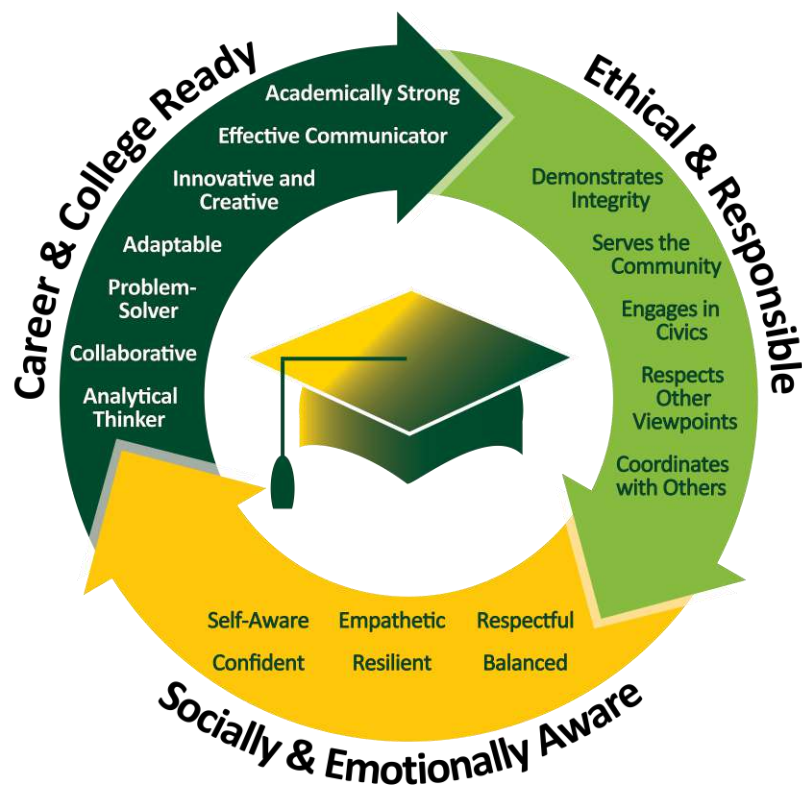 Career & College Ready
Academically Strong
Effective Communicator
Innovative and
Creative
Adaptable
Problem-
Solver
Collaborative
Analytical
Thinker
Ethical & Responsible
Demonstrates
Integrity
Serves the
Community
Engages in
Civics
Respects
Other
Viewpoints
Coordinates
with Others
Self-Aware Empathetic Respectful
Confident Resilient Balanced
Socially & Emotionally Aware